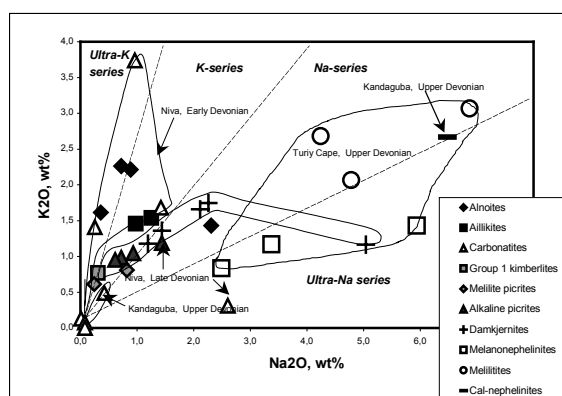 4,0
3,5
3,0
2,5
2,0
1,5
1,0
0,5
0,0
K2O, wt%
Ultra-K
series
K-series
Na-series
Niva, Early Devonian
Kandaguba, Upper Devonian
Turiy Cape, Upper Devonian
Niva, Late Devonian
Kandaguba, Upper Devonian
Ultra-Na series
0,0
1,0
2,0
3,0
4,0
5,0
6,0
Na2O, wt%
Alnoites
Aillikites
Carbonatites
Group 1 kimberlites
Melilite picrites
Alkaline picrites
Damkjernites
Melanonephelinites
Melilitites
Cal-nephelinites